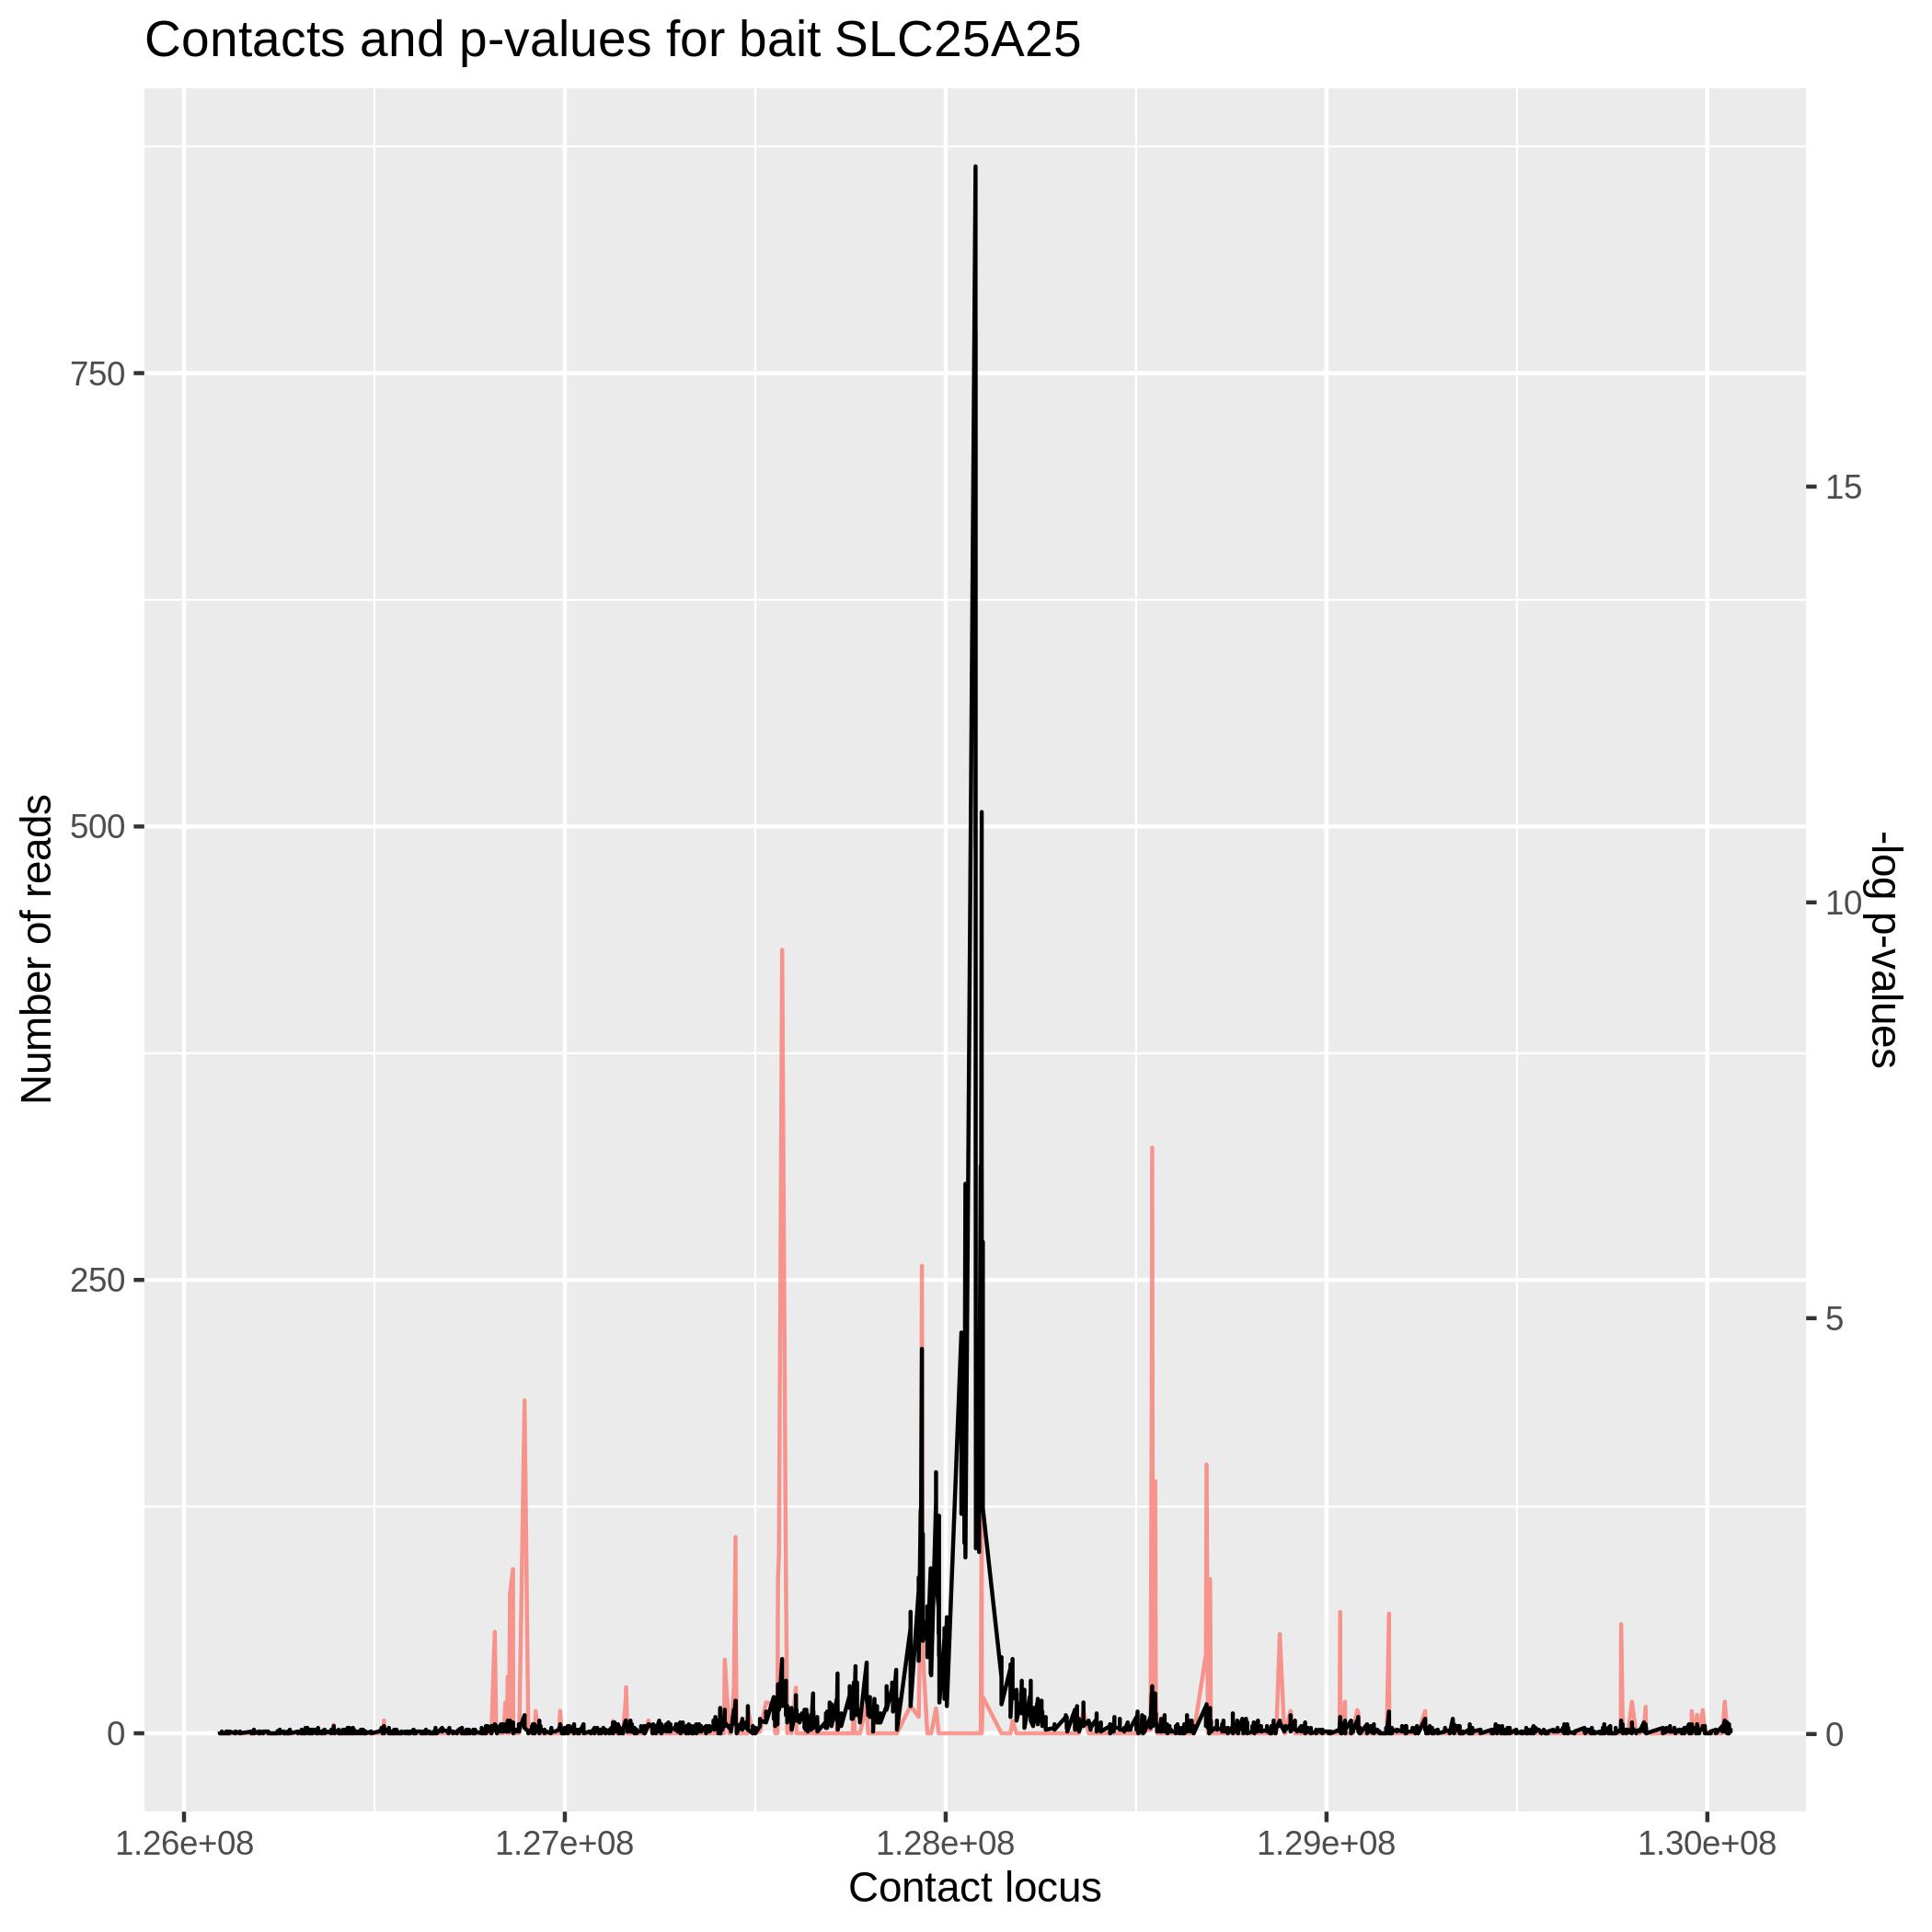 Contacts and p-values for bait SLC25A25
Number of reads
750
500
250
0
15
10
5
0
-log p-values
1.26e+08 1.27e+08 1.28e+08 1.29e+08 1.30e+08
Contact locus